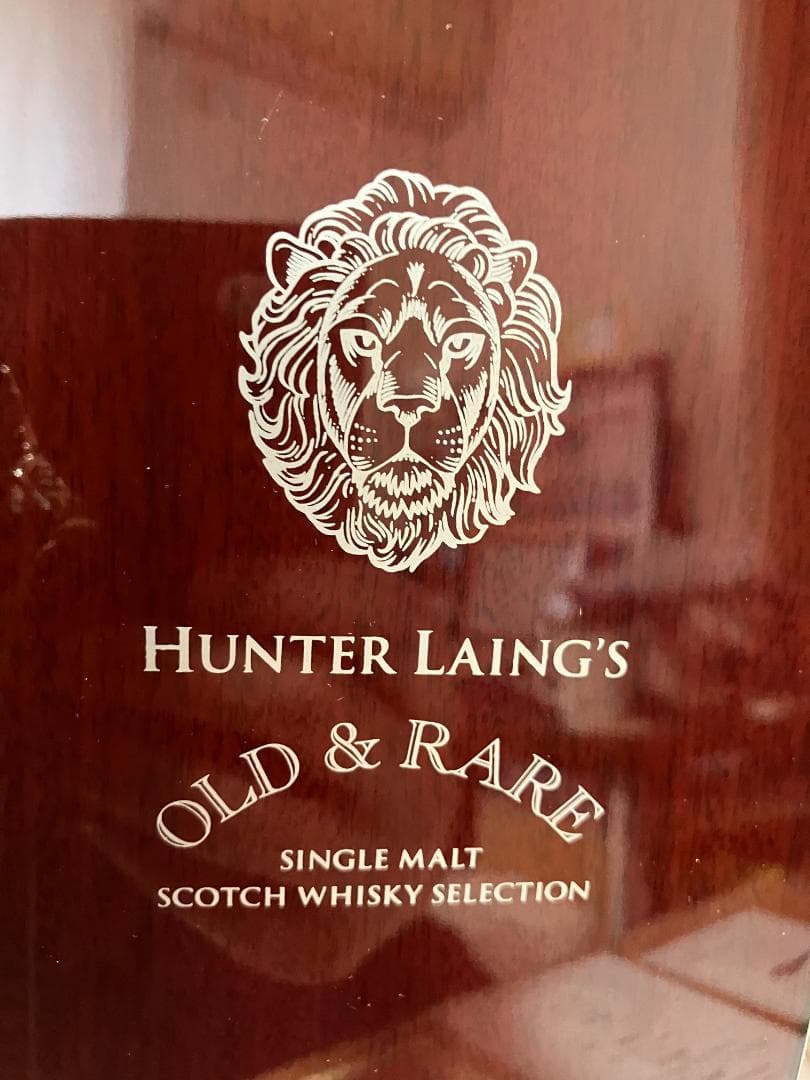 HUNTER LAING'S
OLD & RARE
SINGLE MALT
SCOTCH WHISKY SELECTION